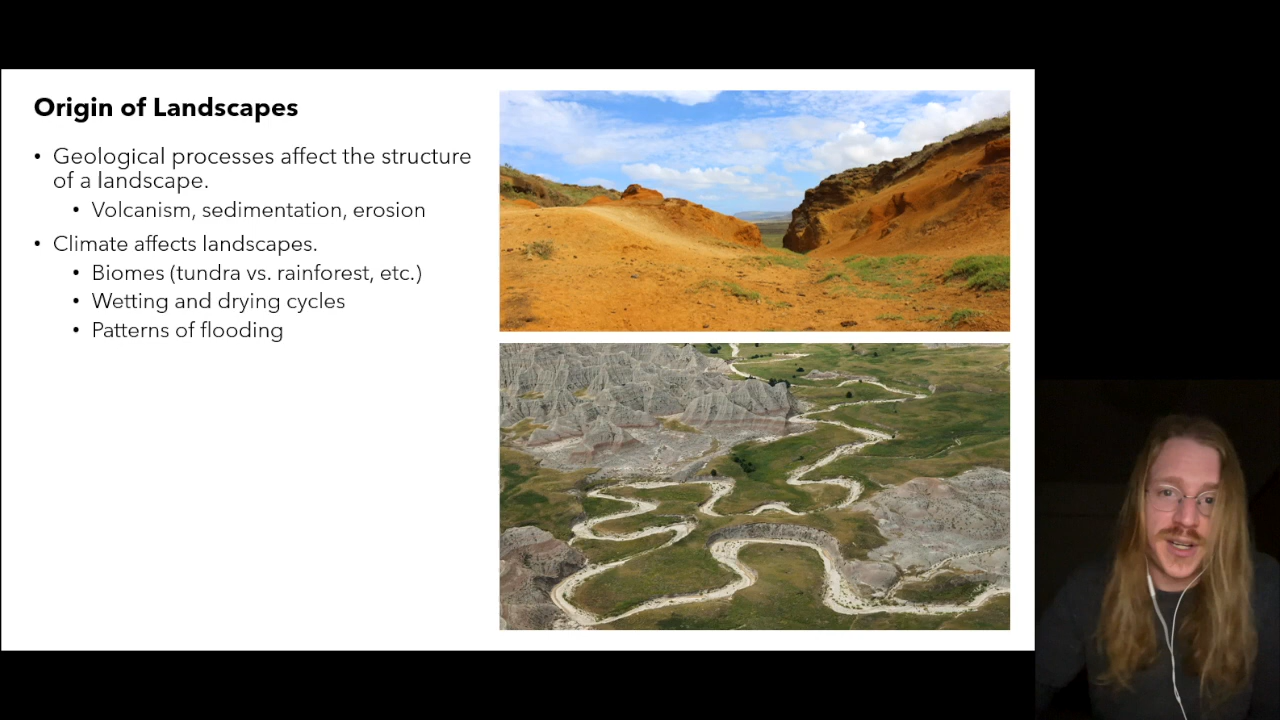 Origin of Landscapes
• Geological processes affect the structure
of a landscape.
• Volcanism, sedimentation, erosion
• Climate affects landscapes.
• Biomes (tundra vs. rainforest, etc.)
• Wetting and drying cycles
• Patterns of flooding